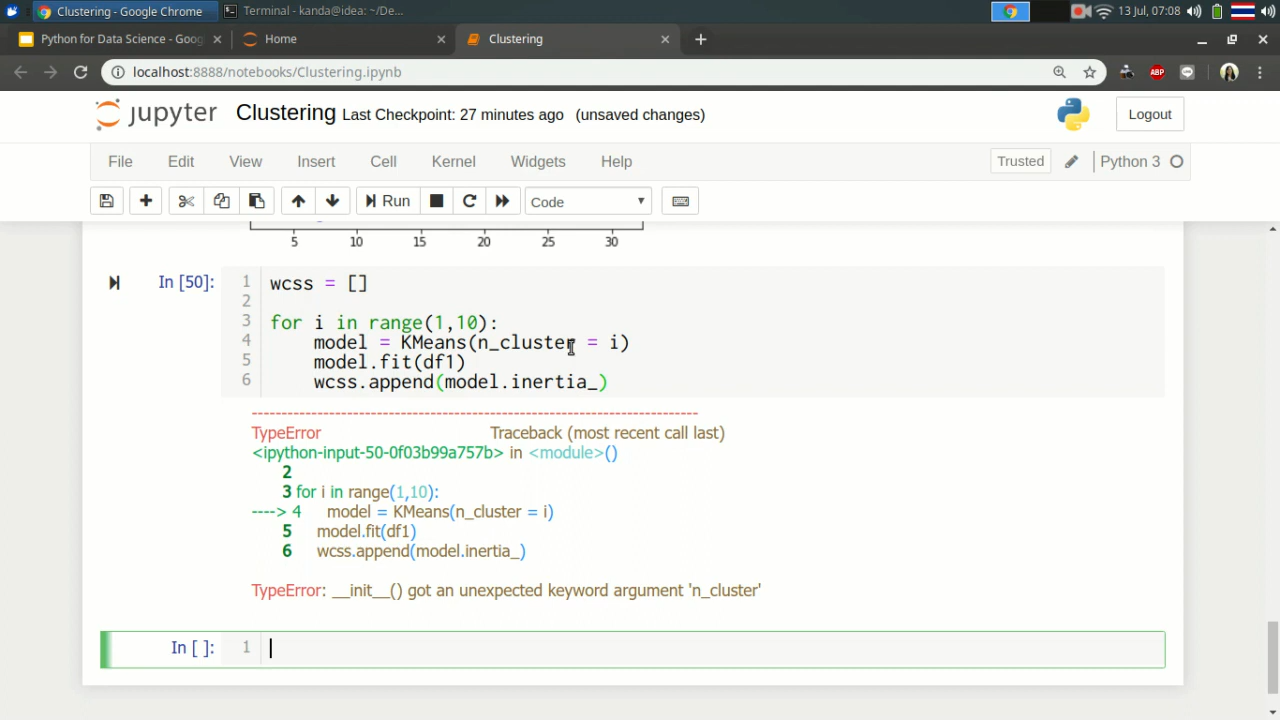 Clustering - Google Chrome
Terminal - kanda@idea: ~/De...
13 Jul, 07:08
Python for Data Science - Goog
Home
Clustering
localhost:8888/notebooks/Clustering.ipynb
ABP
jupyter Clustering Last Checkpoint: 27 minutes ago (unsaved changes)
Logout
File Edit View Insert Cell Kernel Widgets Help
Trusted
Python 3
Run
Code
5 10 15 20 25 30
In [50]:
1 wcss = []
2
3 for i in range(1,10):
4     model = KMeans(n_cluster = i)
5     model.fit(df1)
6     wcss.append(model.inertia_)
---------------------------------------------------------------------------
TypeError Traceback (most recent call last)
<ipython-input-50-0f03b99a757b> in <module>()
2
3 for i in range(1,10):
----> 4     model = KMeans(n_cluster = i)
5     model.fit(df1)
6     wcss.append(model.inertia_)
TypeError: __init__() got an unexpected keyword argument 'n_cluster'
In [ ]: 1